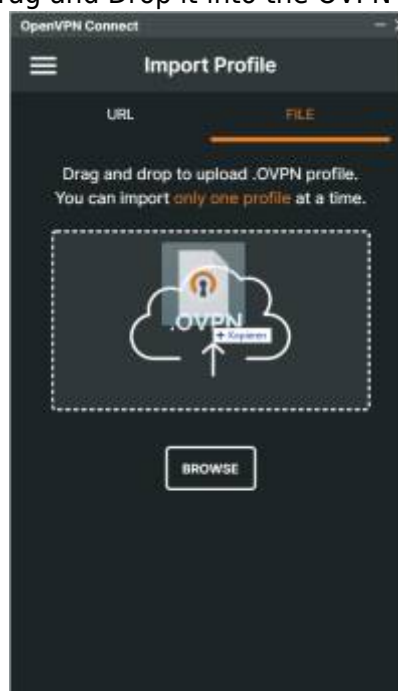 rag and Drop it into the OVPN
OpenVPN Connect
Import Profile
URL
FILE
Drag and drop to upload .OVPN profile.
You can import only one profile at a time.
.OVPN
BROWSE